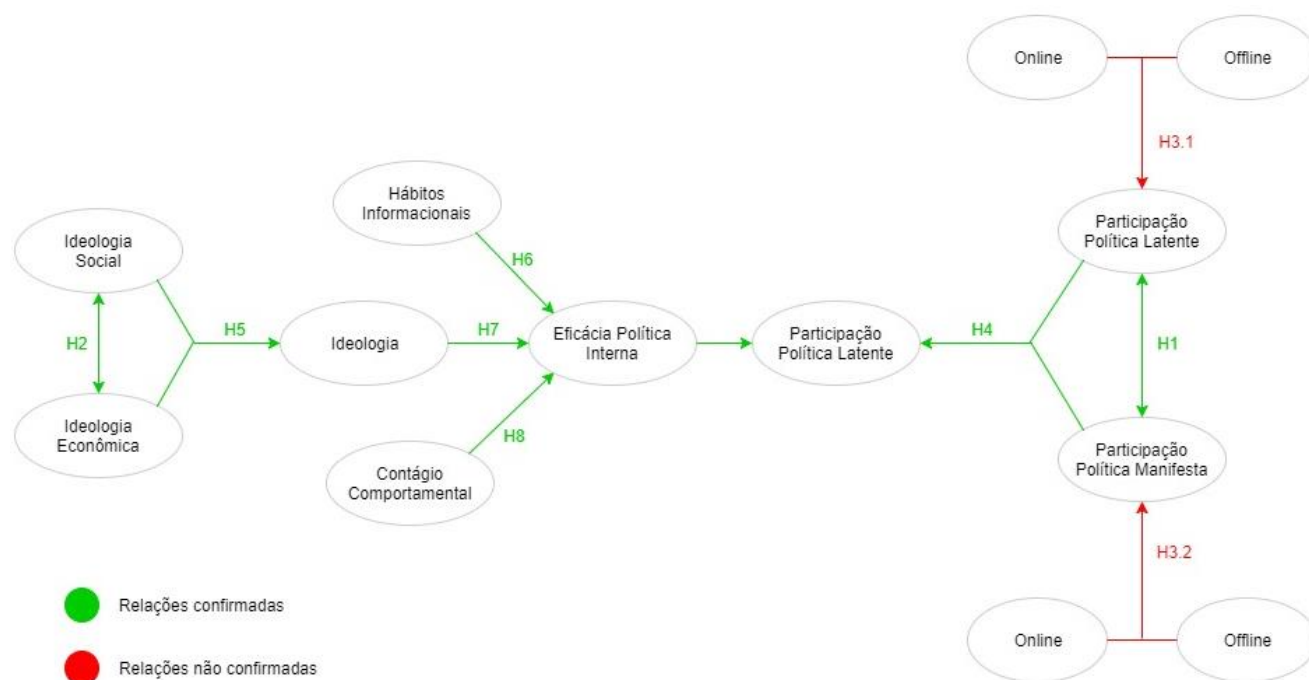 Online
Offline
H3.1
Hábitos
Informacionais
Participação
Política Latente
Ideologia
Social
H6
H2
H5
Ideologia
H7
Eficácia Política
Interna
Participação
Política Latente
H4
H1
Ideologia
Econômica
H8
Contágio
Comportamental
Participação
Política Manifesta
H3.2
Relações confirmadas
Online
Offline
Relações não confirmadas